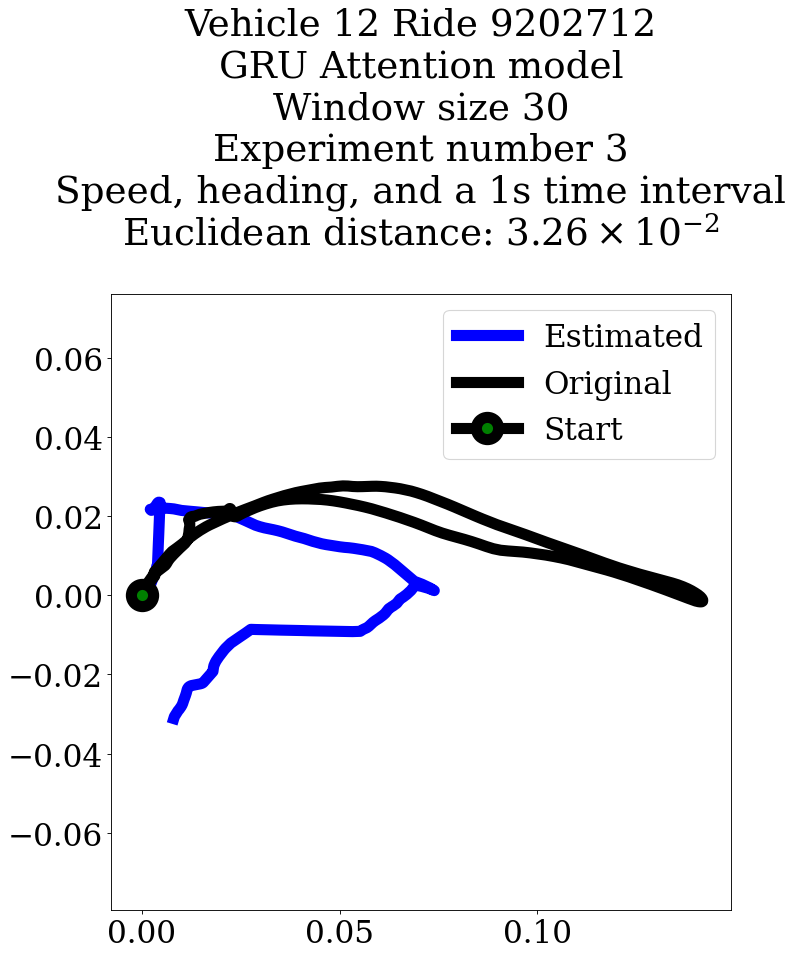 Vehicle 12 Ride 9202712
GRU Attention model
Window size 30
Experiment number 3
Speed, heading, and a 1s time interval
Euclidean distance: 3.26 × 10⁻²
Estimated
Original
Start
0.06
0.04
0.02
0.00
−0.02
−0.04
−0.06
0.00 0.05 0.10